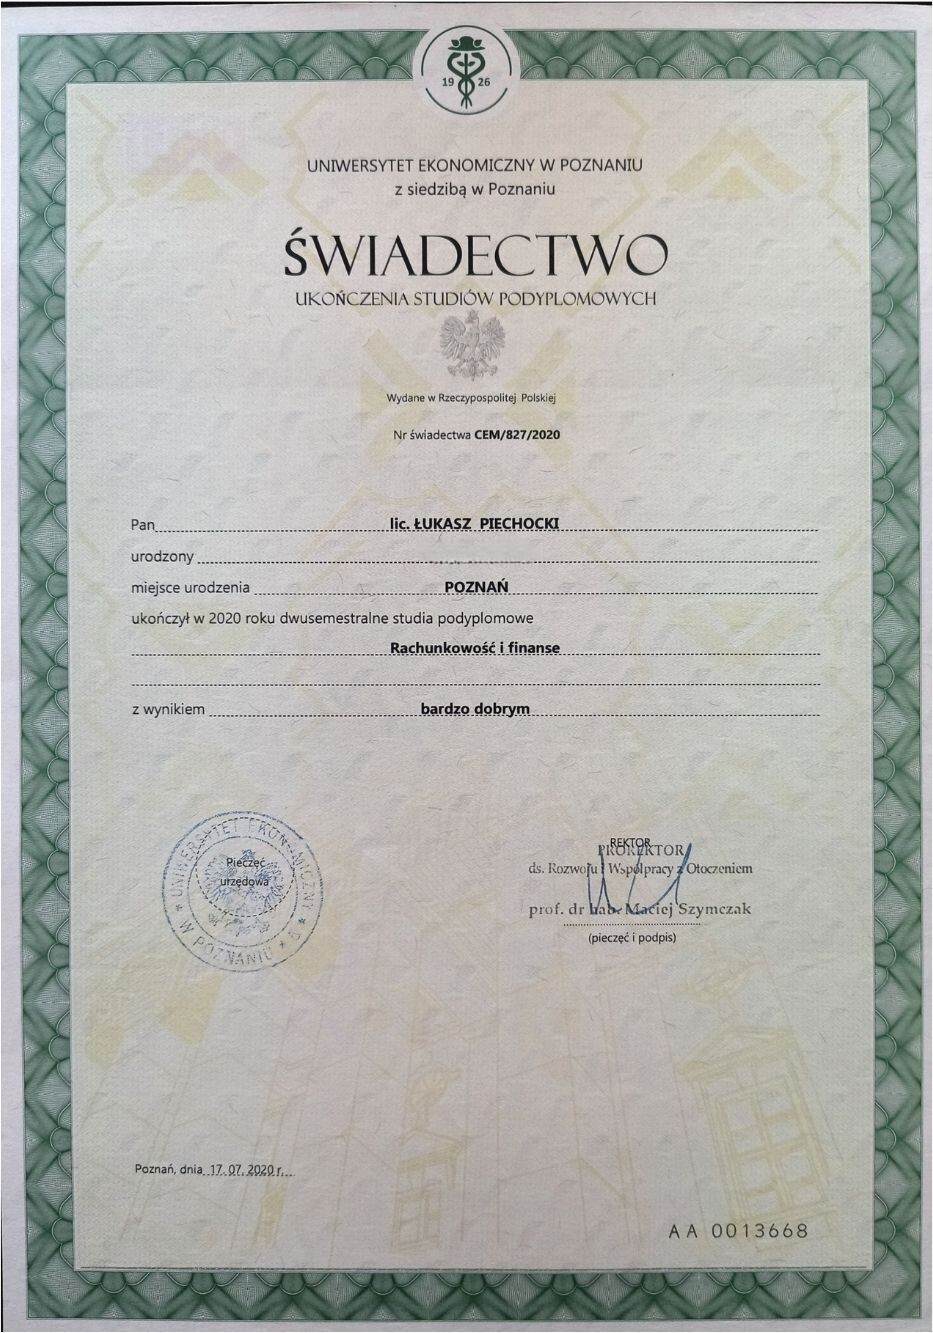 19 26
UNIWERSYTET EKONOMICZNY W POZNANIU
z siedzibą w Poznaniu
ŚWIADECTWO
UKOŃCZENIA STUDIÓW PODYPLOMOWYCH
Wydane w Rzeczypospolitej Polskiej
Nr świadectwa CEM/827/2020
Pan lic. ŁUKASZ PIECHOCKI
urodzony
miejsce urodzenia POZNAŃ
ukończył w 2020 roku dwusemestralne studia podyplomowe
Rachunkowość i finanse
z wynikiem bardzo dobrym
UNIWERSYTET EKONOMICZNY
W POZNANIU
Pieczęć
urzędowa
REKTOR
PROREKTOR
ds. Rozwoju i Współpracy z Otoczeniem
prof. dr hab. Maciej Szymczak
(pieczęć i podpis)
Poznań, dnia 17. 07. 2020 r.
AA 0013668